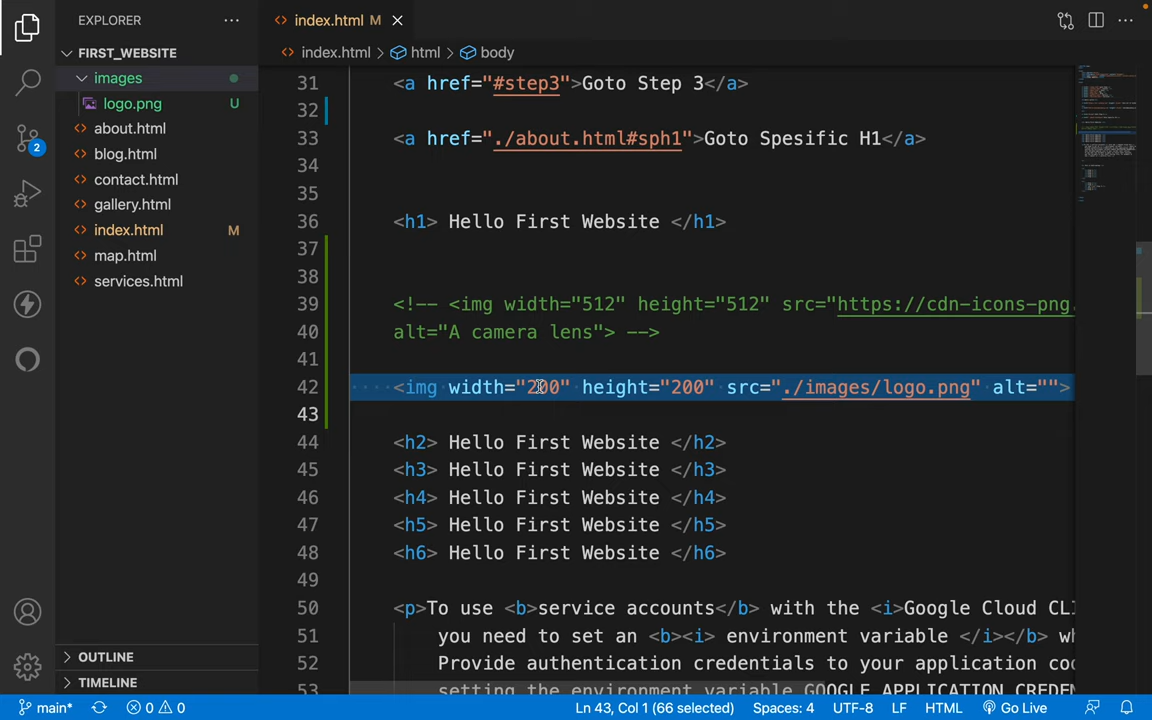 EXPLORER
FIRST_WEBSITE
images
logo.png U
about.html
blog.html
contact.html
gallery.html
index.html M
map.html
services.html
OUTLINE
TIMELINE
2
index.html M
index.html > html > body
31 <a href="#step3">Goto Step 3</a>
32
33 <a href="./about.html#sph1">Goto Spesific H1</a>
34
35
36 <h1> Hello First Website </h1>
37
38
39 <!-- <img width="512" height="512" src="https://cdn-icons-png.
40 alt="A camera lens"> -->
41
42 <img width="200" height="200" src="./images/logo.png" alt="">
43
44 <h2> Hello First Website </h2>
45 <h3> Hello First Website </h3>
46 <h4> Hello First Website </h4>
47 <h5> Hello First Website </h5>
48 <h6> Hello First Website </h6>
49
50 <p>To use <b>service accounts</b> with the <i>Google Cloud CL
51 you need to set an <b><i> environment variable </i></b> wh
52 Provide authentication credentials to your application co
53 setting the environment variable GOOGLE_APPLICATION_CREDEN
main* 0 0 Ln 43, Col 1 (66 selected) Spaces: 4 UTF-8 LF HTML Go Live